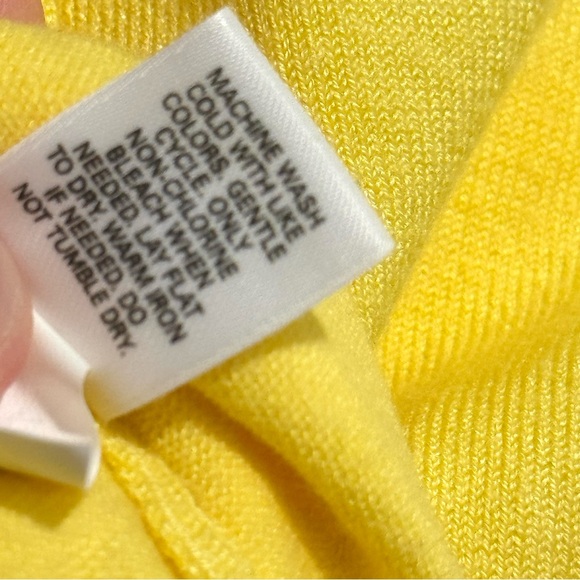 MACHINE WASH
COLD WITH LIKE
COLORS. GENTLE
CYCLE. ONLY
NON-CHLORINE
BLEACH WHEN
NEEDED. LAY FLAT
TO DRY. WARM IRON
IF NEEDED. DO
NOT TUMBLE DRY.